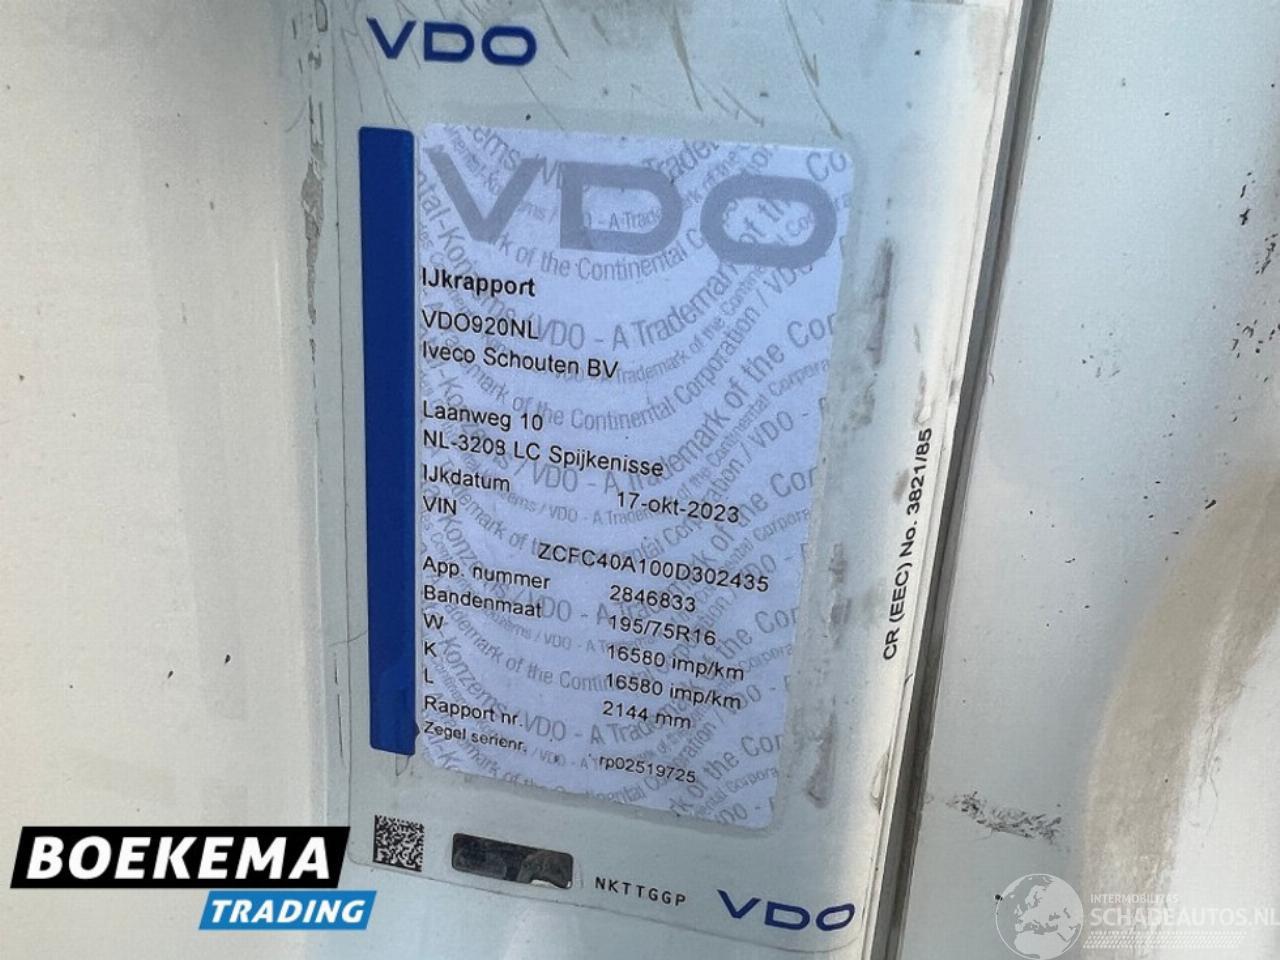 VDO
VDO
IJkrapport
VDO920NL
Iveco Schouten BV
Laanweg 10
NL-3208 LC Spijkenisse
IJkdatum 17-okt-2023
VIN
ZCFC40A100D302435
App. nummer 2846833
Bandenmaat 195/75R16
W 16580 imp/km
K 16580 imp/km
L 2144 mm
Rapport nr.
Zegel serienr. rp02519725
CR (EEC) No. 3821/85
NKTTGGP
VDO
BOEKEMA
TRADING
SCHADEAUTOS.NL